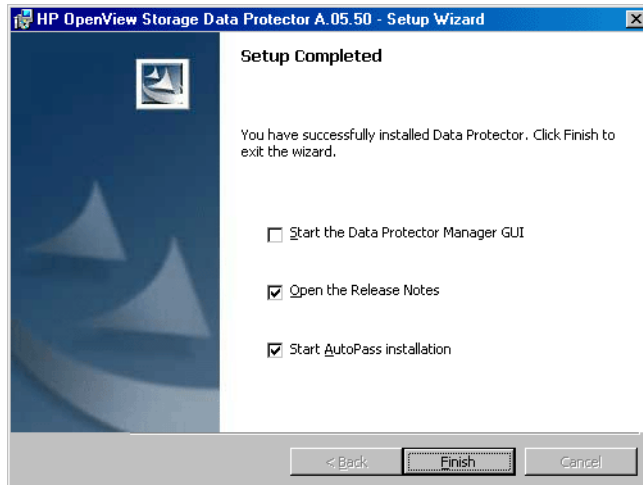 HP OpenView Storage Data Protector A.05.50 - Setup Wizard
Setup Completed
You have successfully installed Data Protector. Click Finish to
exit the wizard.
Start the Data Protector Manager GUI
Open the Release Notes
Start AutoPass installation
< Back
Finish
Cancel